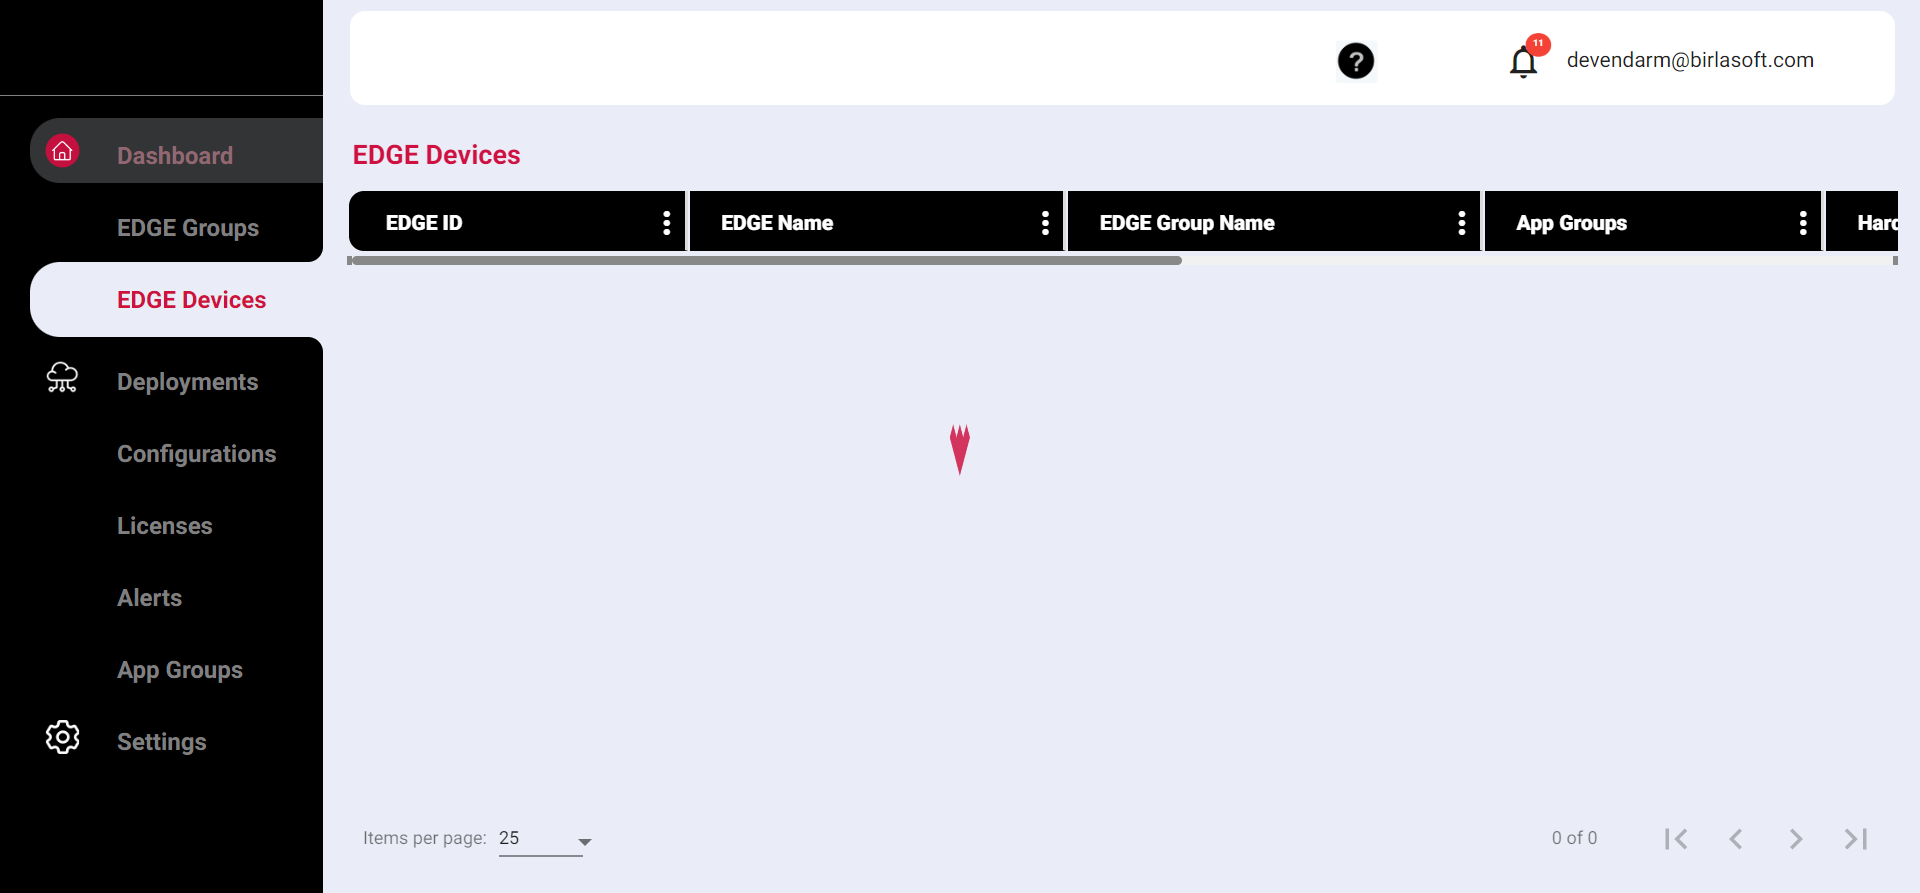 ?
11
devendarm@birlasoft.com
Dashboard
EDGE Groups
EDGE Devices
Deployments
Configurations
Licenses
Alerts
App Groups
Settings
EDGE Devices
EDGE ID EDGE Name EDGE Group Name App Groups Harc
Items per page: 25 0 of 0